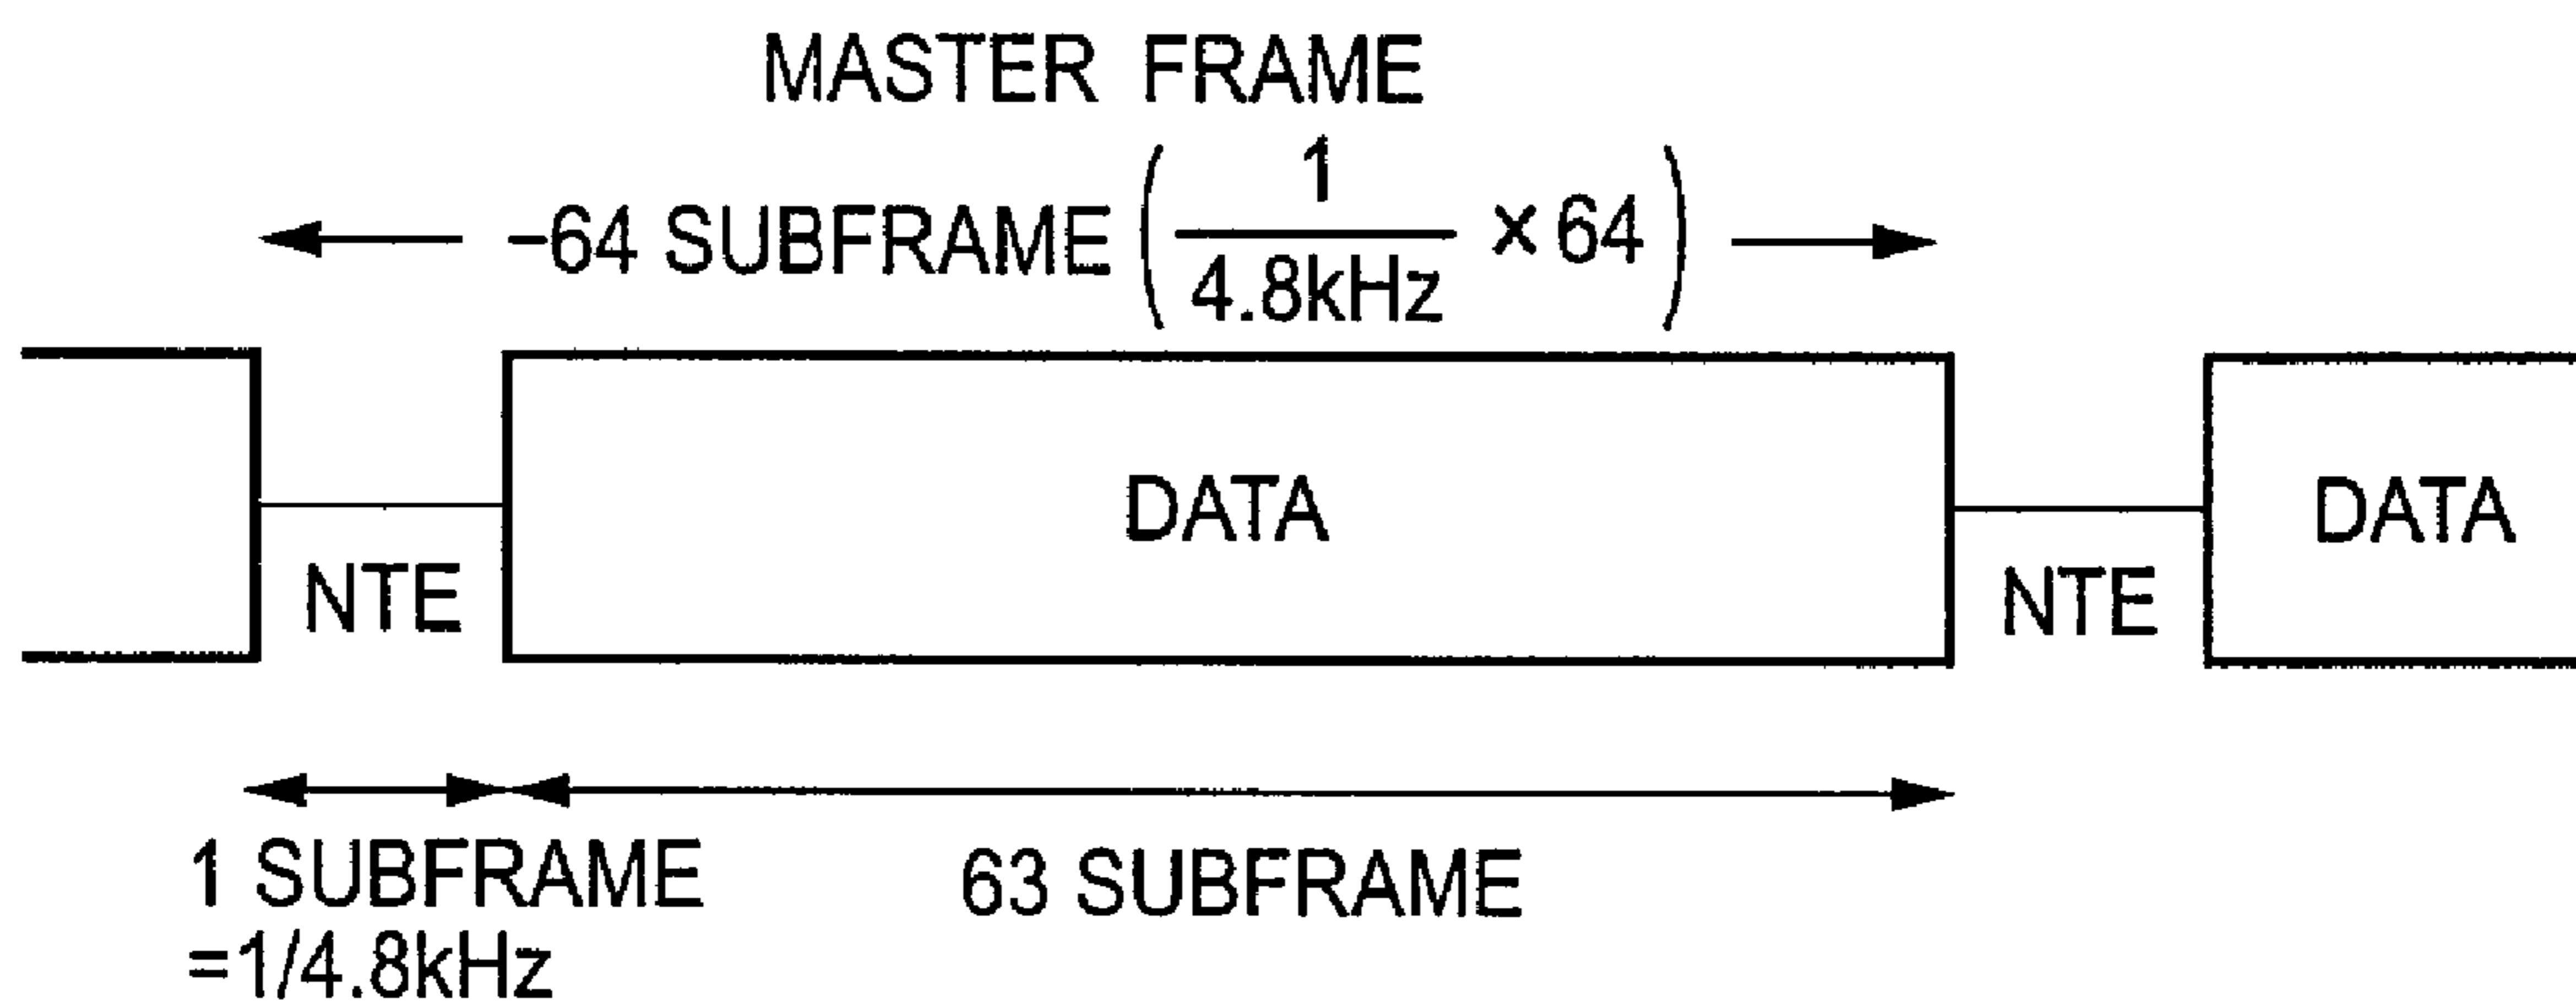 MASTER FRAME
-64 SUBFRAME ( 1 / 4.8kHz × 64 )
DATA
DATA
NTE
NTE
1 SUBFRAME
=1/4.8kHz
63 SUBFRAME